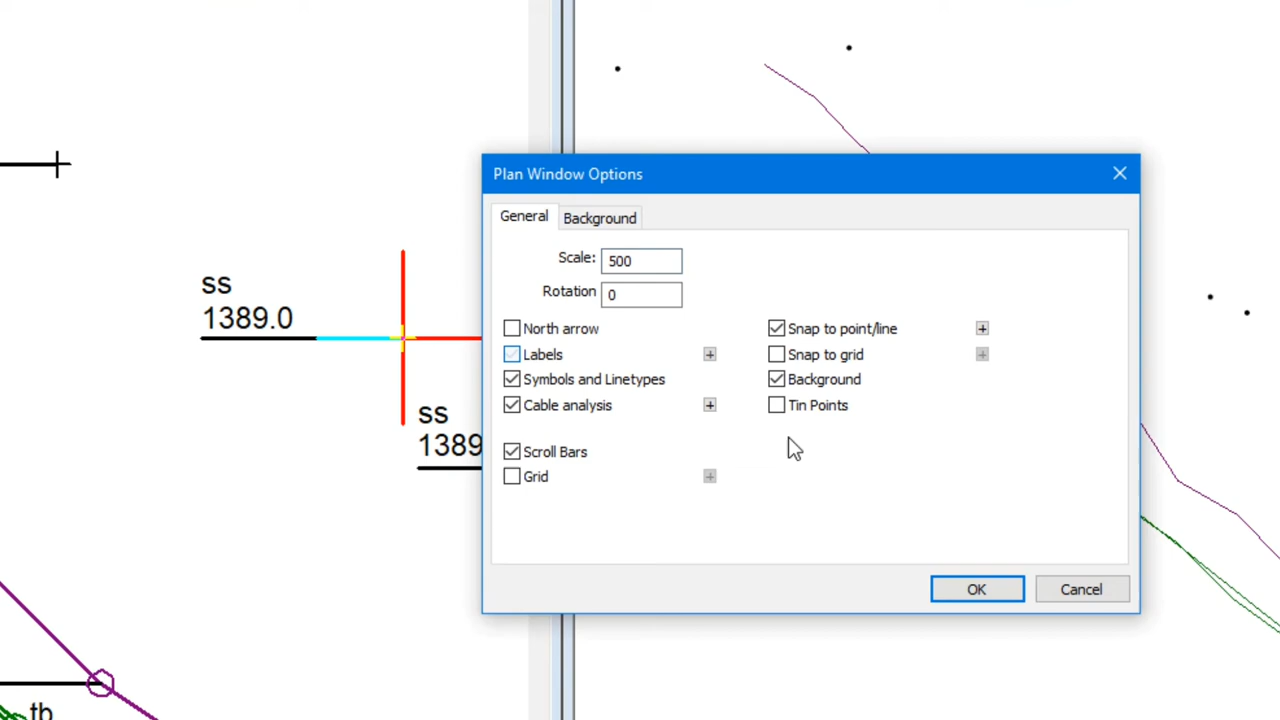 ss
1389.0
ss
1389
tb
Plan Window Options
General
Background
Scale:
500
Rotation
0
North arrow
Labels
Symbols and Linetypes
Cable analysis
Scroll Bars
Grid
Snap to point/line
Snap to grid
Background
Tin Points
OK
Cancel